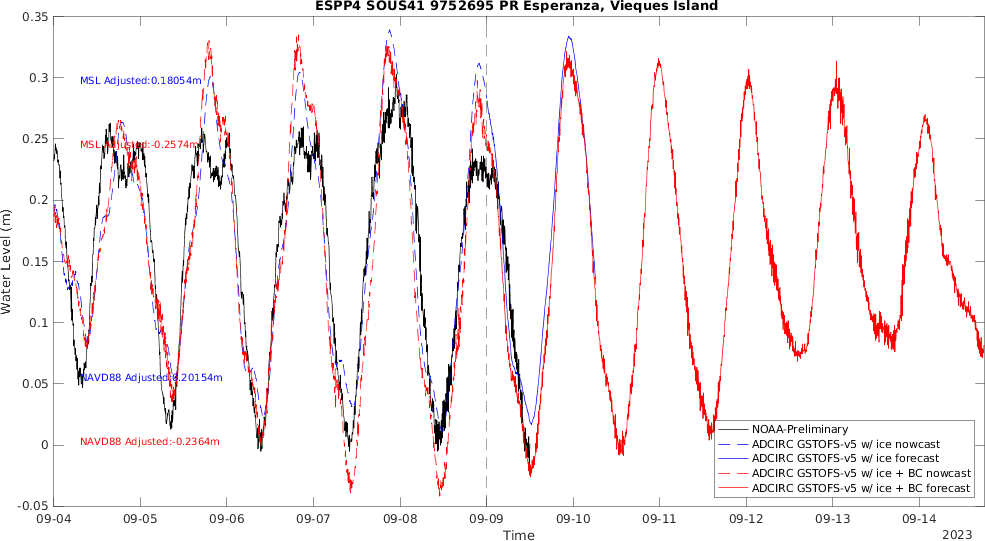 ESPP4 SOUS41 9752695 PR Esperanza, Vieques Island
0.35
0.3
0.25
0.2
0.15
0.1
0.05
0
-0.05
Water Level (m)
MSL Adjusted:0.18054m
MSL Adjusted:-0.2574m
NAVD88 Adjusted:0.20154m
NAVD88 Adjusted:-0.2364m
NOAA-Preliminary
ADCIRC GSTOFS-v5 w/ ice nowcast
ADCIRC GSTOFS-v5 w/ ice forecast
ADCIRC GSTOFS-v5 w/ ice + BC nowcast
ADCIRC GSTOFS-v5 w/ ice + BC forecast
09-04 09-05 09-06 09-07 09-08 09-09 09-10 09-11 09-12 09-13 09-14
Time
2023